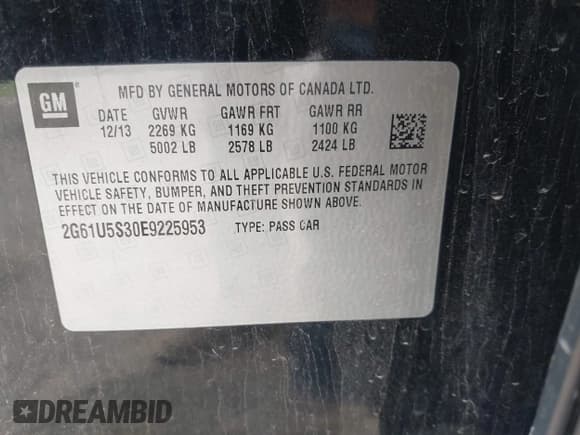 GM
MFD BY GENERAL MOTORS OF CANADA LTD.
DATE GVWR GAWR FRT GAWR RR
12/13 2269 KG 1169 KG 1100 KG
5002 LB 2578 LB 2424 LB
THIS VEHICLE CONFORMS TO ALL APPLICABLE U.S. FEDERAL MOTOR
VEHICLE SAFETY, BUMPER, AND THEFT PREVENTION STANDARDS IN
EFFECT ON THE DATE OF MANUFACTURE SHOWN ABOVE.
2G61U5S30E9225953 TYPE: PASS CAR
DREAMBID